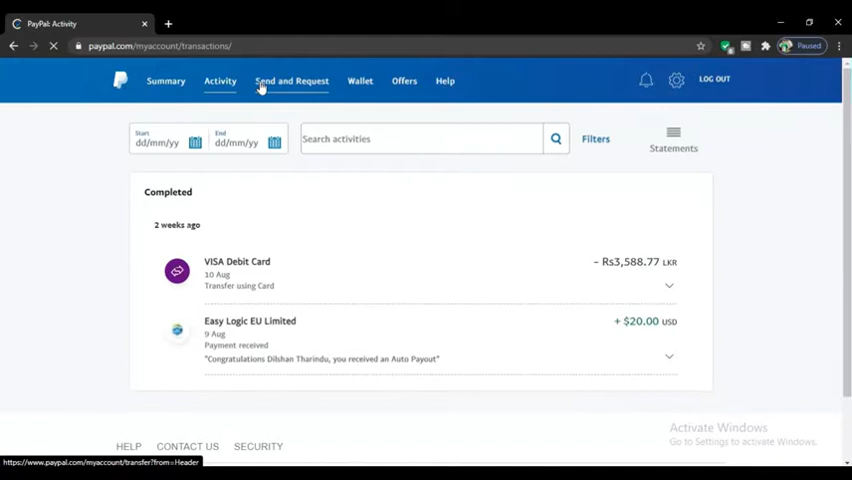 PayPal: Activity
paypal.com/myaccount/transactions/
Paused
Summary Activity Send and Request Wallet Offers Help LOG OUT
Start End
dd/mm/yy dd/mm/yy Search activities Filters Statements
Completed
2 weeks ago
VISA Debit Card - Rs3,588.77 LKR
10 Aug
Transfer using Card
Easy Logic EU Limited + $20.00 USD
9 Aug
Payment received
"Congratulations Dilshan Tharindu, you received an Auto Payout"
Activate Windows
Go to Settings to activate Windows.
HELP CONTACT US SECURITY
https://www.paypal.com/myaccount/transfer?from=Header